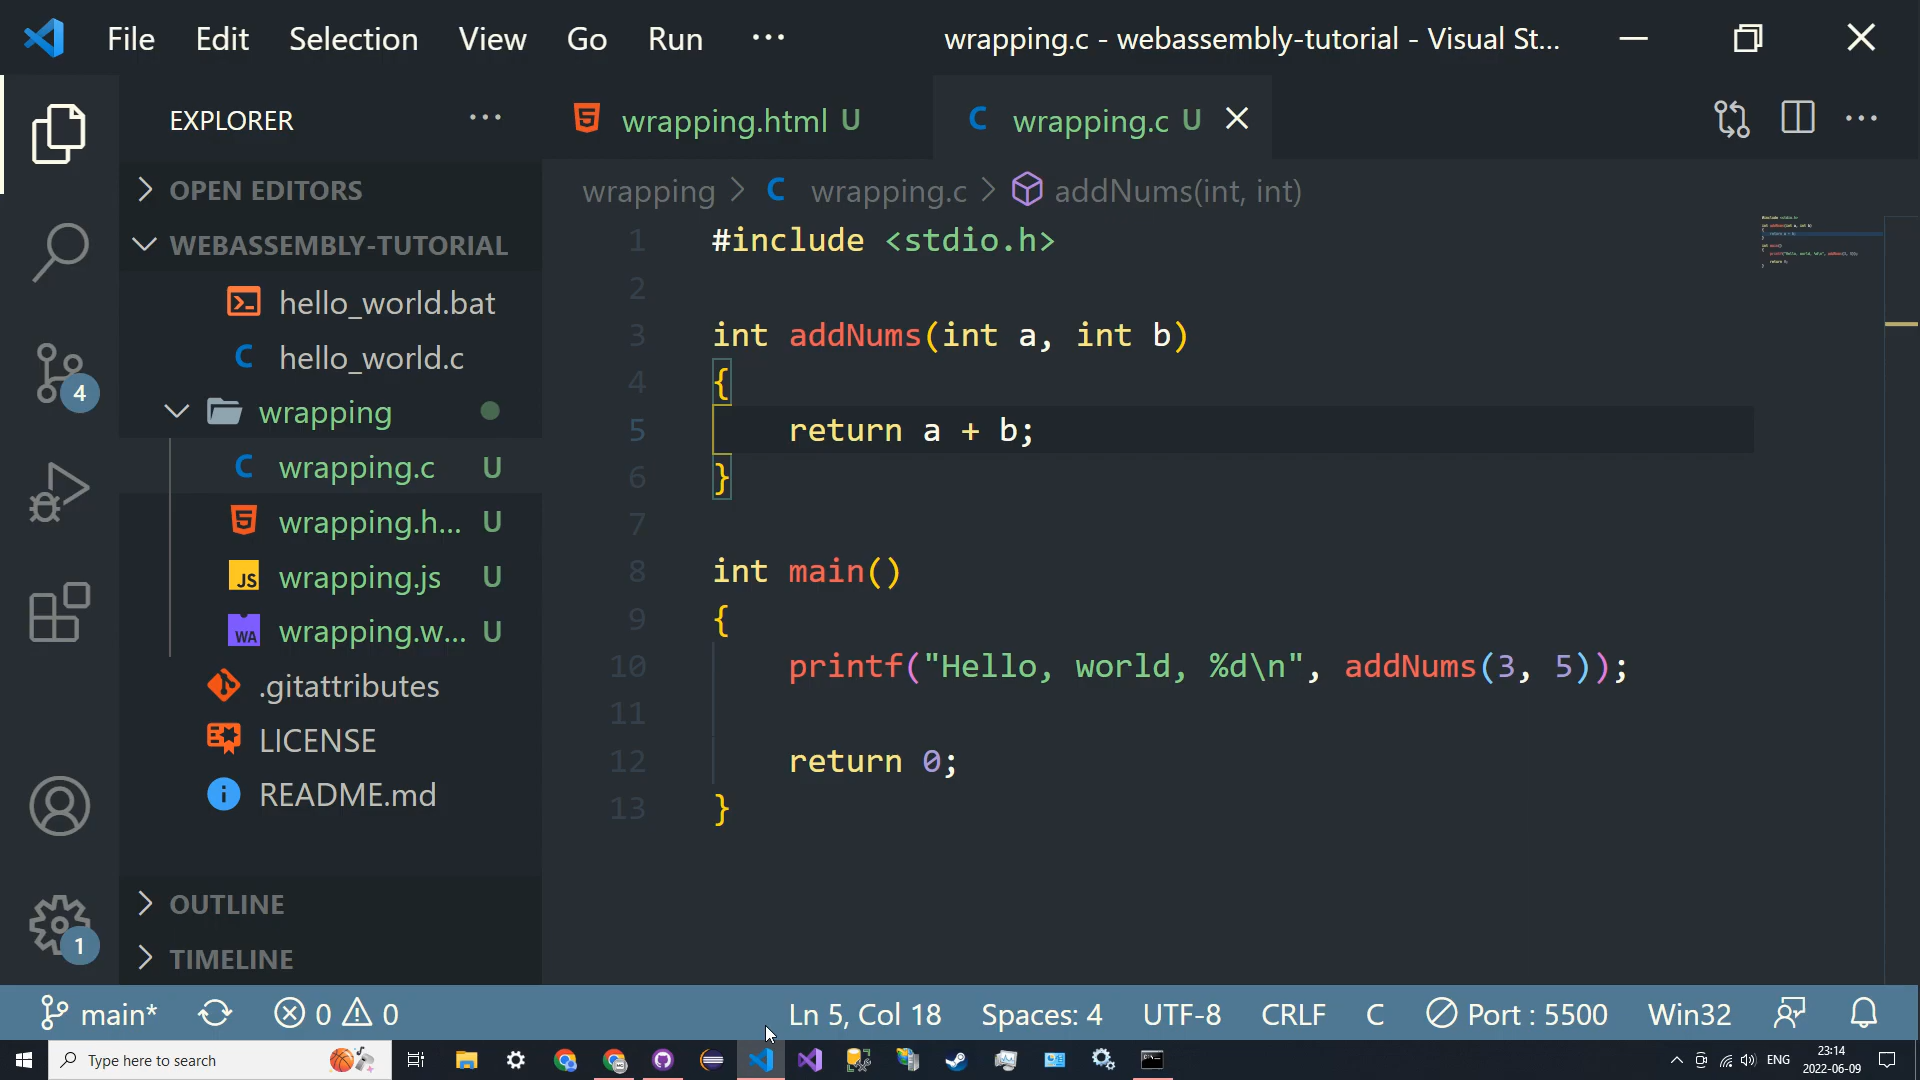 File Edit Selection View Go Run ··· wrapping.c - webassembly-tutorial - Visual St...
EXPLORER ···
OPEN EDITORS
WEBASSEMBLY-TUTORIAL
hello_world.bat
hello_world.c
wrapping
wrapping.c U
wrapping.h... U
JS wrapping.js U
WA wrapping.w... U
.gitattributes
LICENSE
README.md
OUTLINE
TIMELINE
4
1
wrapping.html U wrapping.c U
wrapping > C wrapping.c > addNums(int, int)
1 #include <stdio.h>
2
3 int addNums(int a, int b)
4 {
5 return a + b;
6 }
7
8 int main()
9 {
10 printf("Hello, world, %d\n", addNums(3, 5));
11
12 return 0;
13 }
main* 0 0 Ln 5, Col 18 Spaces: 4 UTF-8 CRLF C Port : 5500 Win32
Type here to search ENG 23:14
2022-06-09